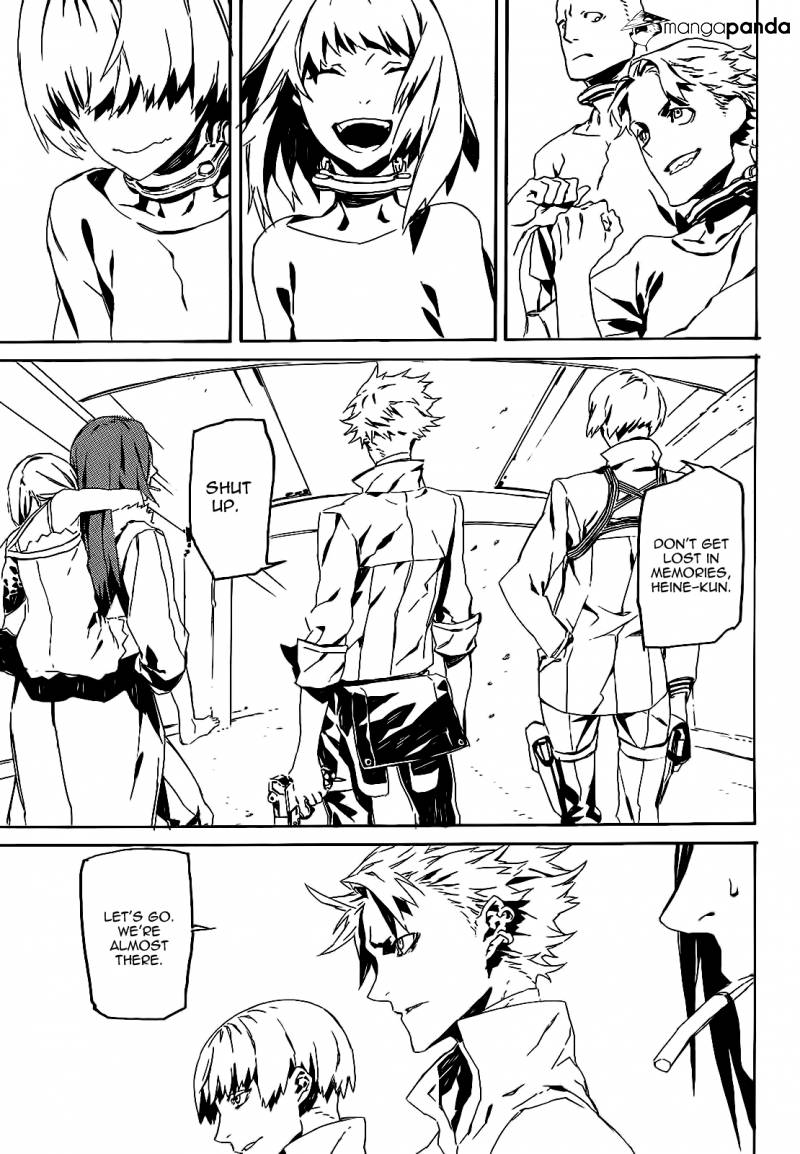 mangapanda
SHUT
UP.
DON'T GET
LOST IN
MEMORIES,
HEINE-KUN.
LET'S GO.
WE'RE
ALMOST
THERE.